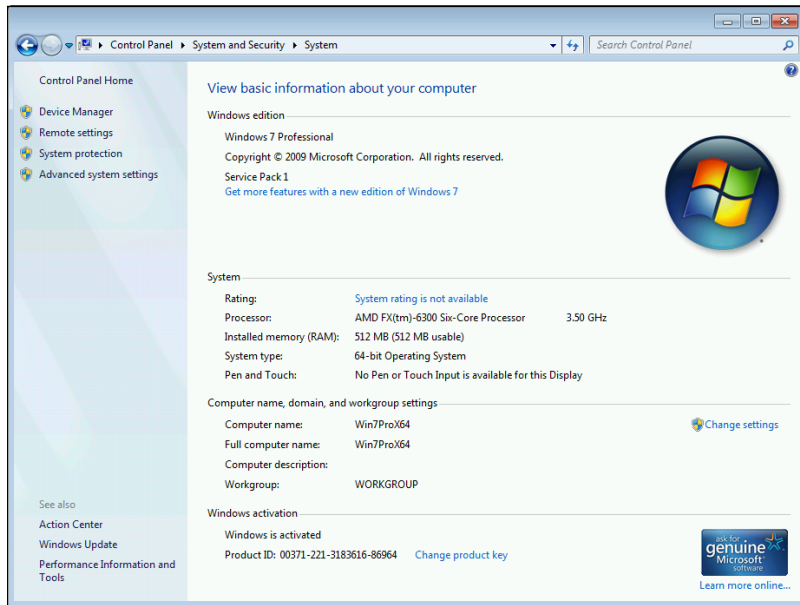 Control Panel ▸ System and Security ▸ System
Search Control Panel
Control Panel Home
Device Manager
Remote settings
System protection
Advanced system settings
See also
Action Center
Windows Update
Performance Information and
Tools
View basic information about your computer
Windows edition
Windows 7 Professional
Copyright © 2009 Microsoft Corporation. All rights reserved.
Service Pack 1
Get more features with a new edition of Windows 7
System
Rating: System rating is not available
Processor: AMD FX(tm)-6300 Six-Core Processor 3.50 GHz
Installed memory (RAM): 512 MB (512 MB usable)
System type: 64-bit Operating System
Pen and Touch: No Pen or Touch Input is available for this Display
Computer name, domain, and workgroup settings
Computer name: Win7ProX64
Change settings
Full computer name: Win7ProX64
Computer description:
Workgroup: WORKGROUP
Windows activation
Windows is activated
Product ID: 00371-221-3183616-86964 Change product key
ask for
genuine
Microsoft
software
Learn more online...